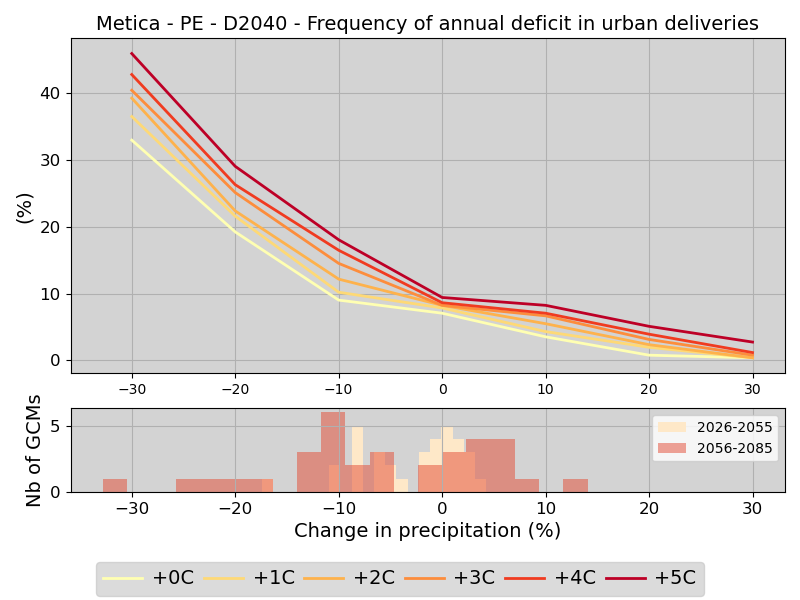 Metica - PE - D2040 - Frequency of annual deficit in urban deliveries
(%)
40
30
20
10
0
−30 −20 −10 0 10 20 30
Nb of GCMs
5
0
2026-2055
2056-2085
−30 −20 −10 0 10 20 30
Change in precipitation (%)
+0C +1C +2C +3C +4C +5C